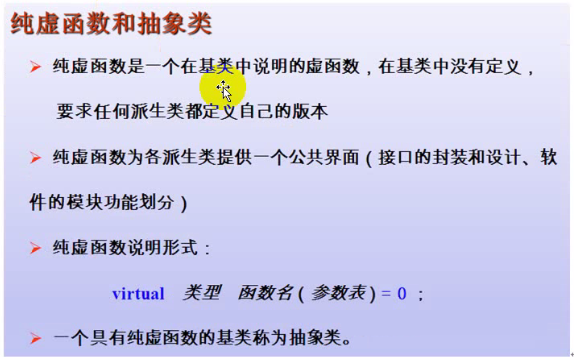 纯虚函数和抽象类
纯虚函数是一个在基类中说明的虚函数，在基类中没有定义，
要求任何派生类都定义自己的版本
纯虚函数为各派生类提供一个公共界面（接口的封装和设计、软
件的模块功能划分）
纯虚函数说明形式：
virtual 类型 函数名（参数表）= 0 ；
一个具有纯虚函数的基类称为抽象类。